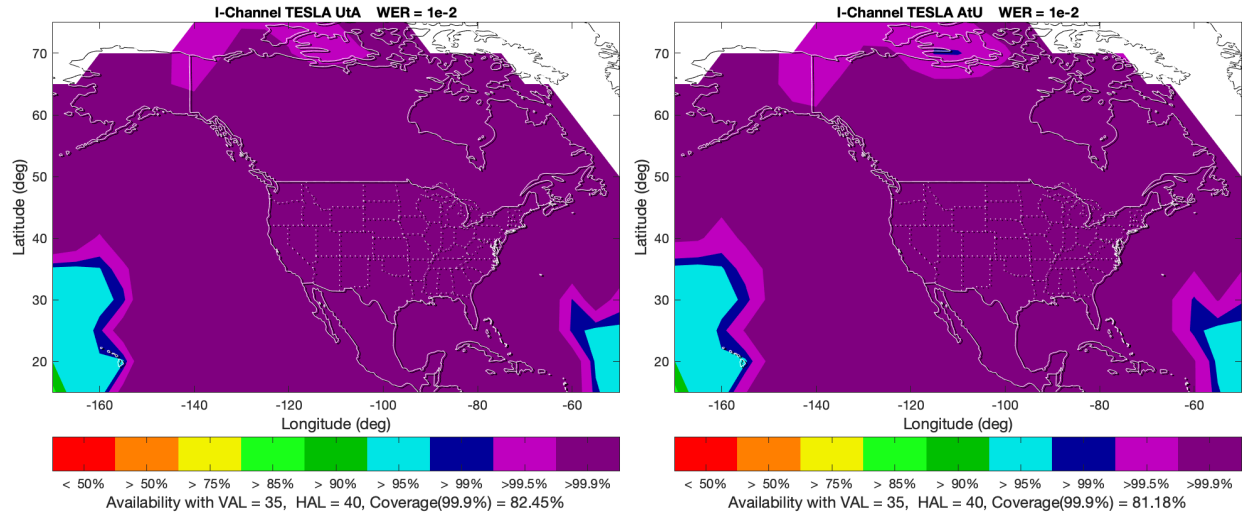 I-Channel TESLA UtA WER = 1e-2
70
60
50
40
30
20
Latitude (deg)
-160 -140 -120 -100 -80 -60
Longitude (deg)
< 50% > 50% > 75% > 85% > 90% > 95% > 99% >99.5% >99.9%
Availability with VAL = 35, HAL = 40, Coverage(99.9%) = 82.45%
I-Channel TESLA AtU WER = 1e-2
70
60
50
40
30
20
Latitude (deg)
-160 -140 -120 -100 -80 -60
Longitude (deg)
< 50% > 50% > 75% > 85% > 90% > 95% > 99% >99.5% >99.9%
Availability with VAL = 35, HAL = 40, Coverage(99.9%) = 81.18%